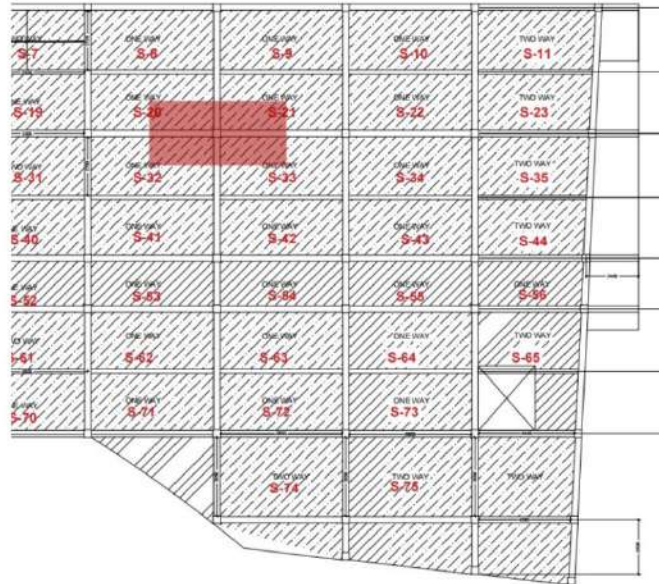 ONE WAY ONE WAY ONE WAY TWO WAY
S-7 S-8 S-9 S-10 S-11
ONE WAY ONE WAY ONE WAY ONE WAY TWO WAY
S-19 S-20 S-21 S-22 S-23
ONE WAY ONE WAY ONE WAY TWO WAY
S-31 S-32 S-33 S-34 S-35
ONE WAY ONE WAY ONE WAY TWO WAY
S-40 S-41 S-42 S-43 S-44
ONE WAY ONE WAY ONE WAY ONE WAY
S-52 S-53 S-54 S-55 S-56
ONE WAY ONE WAY ONE WAY TWO WAY
S-61 S-62 S-63 S-64 S-65
ONE WAY ONE WAY ONE WAY
S-70 S-71 S-72 S-73
TWO WAY TWO WAY TWO WAY
S-74 S-75